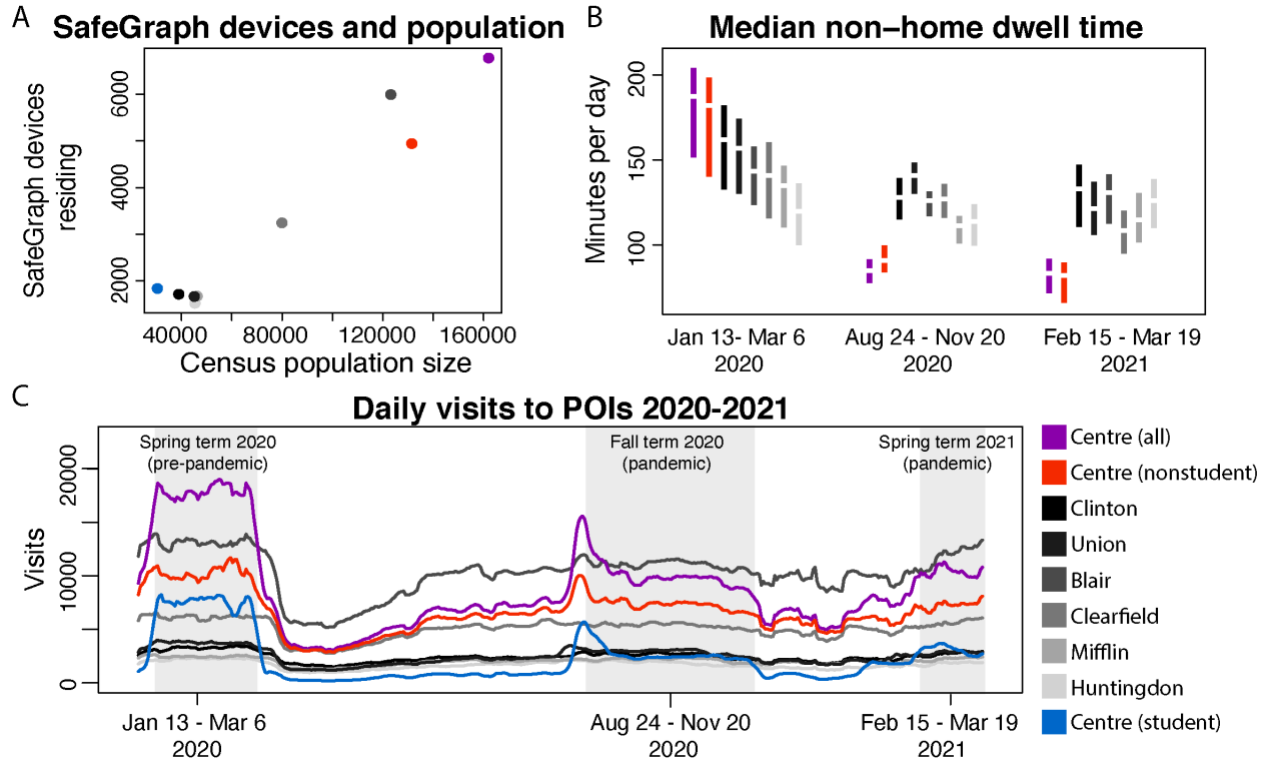 A
SafeGraph devices and population
SafeGraph devices
residing
6000
4000
2000
40000
80000
120000
160000
Census population size
B
Median non−home dwell time
Minutes per day
200
150
100
Jan 13- Mar 6
2020
Aug 24 - Nov 20
2020
Feb 15 - Mar 19
2021
C
Daily visits to POIs 2020-2021
Visits
20000
10000
0
Spring term 2020
(pre-pandemic)
Fall term 2020
(pandemic)
Spring term 2021
(pandemic)
Jan 13 - Mar 6
2020
Aug 24 - Nov 20
2020
Feb 15 - Mar 19
2021
Centre (all)
Centre (nonstudent)
Clinton
Union
Blair
Clearfield
Mifflin
Huntingdon
Centre (student)